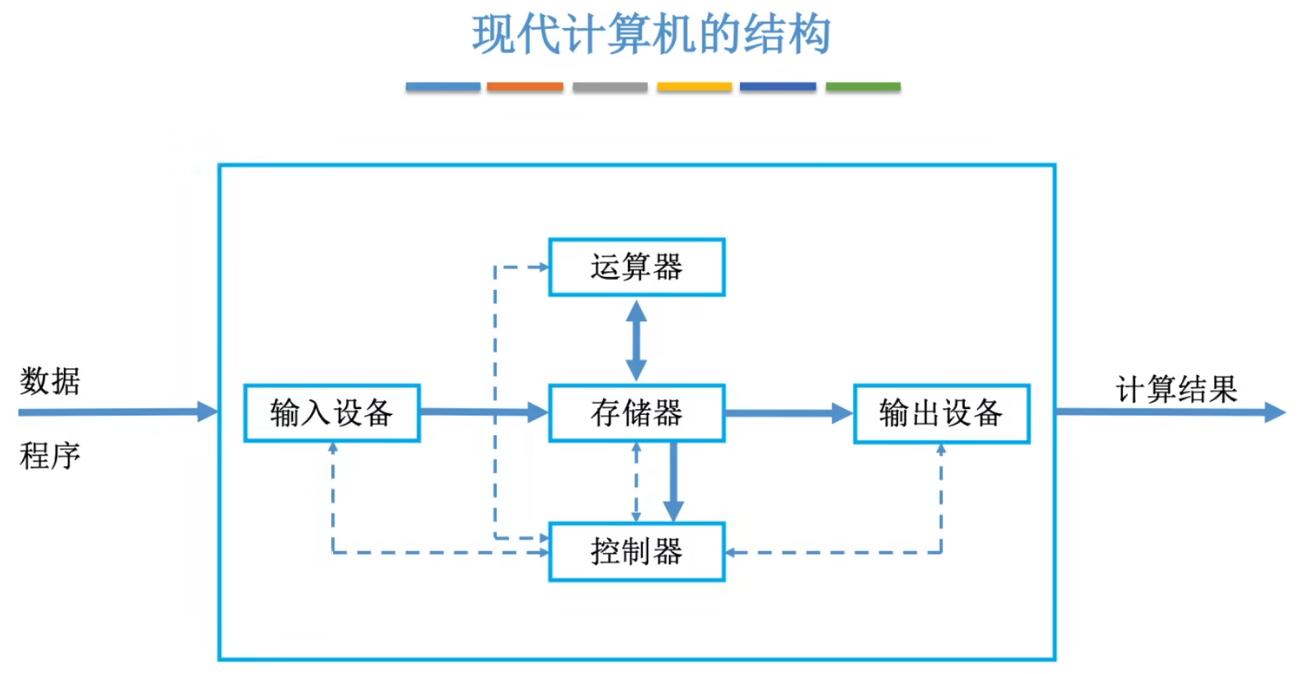 现代计算机的结构
运算器
数据
程序
输入设备
存储器
输出设备
计算结果
控制器